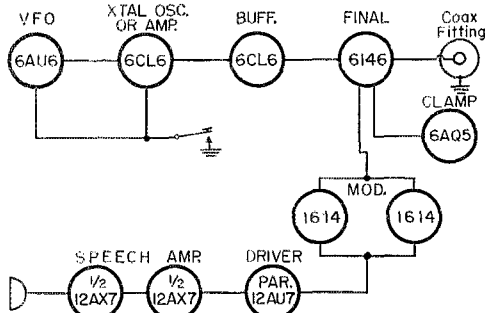 VFO
XTAL OSC.
OR AMP.
BUFF.
FINAL
Coax
Fitting
6AU6
6CL6
6CL6
6146
CLAMP
6AQ5
MOD.
1614
1614
SPEECH AMP.
DRIVER
1/2
12AX7
1/2
12AX7
PAR.
12AU7